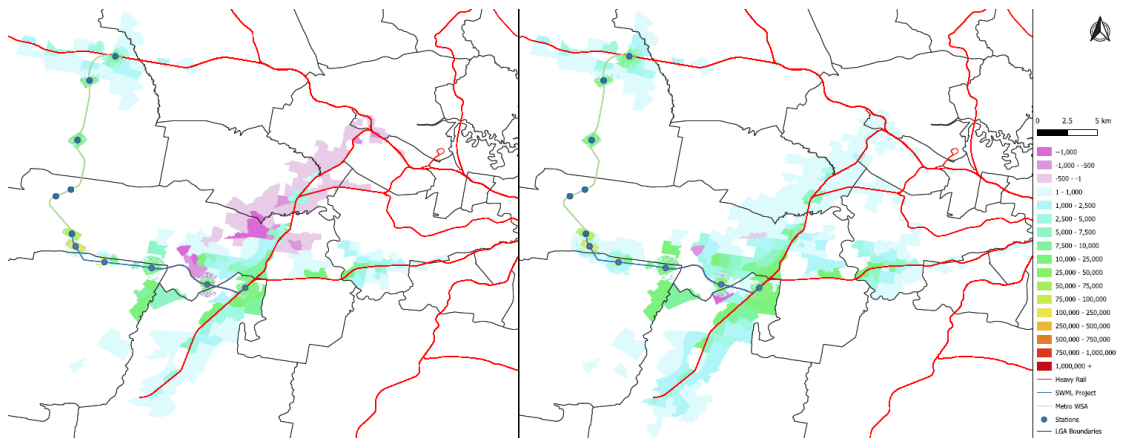 0 2.5 5 km
--1,000
-1,000 - -500
-500 - -1
1 - 1,000
1,000 - 2,500
2,500 - 5,000
5,000 - 7,500
7,500 - 10,000
10,000 - 25,000
25,000 - 50,000
50,000 - 75,000
75,000 - 100,000
100,000 - 250,000
250,000 - 500,000
500,000 - 750,000
750,000 - 1,000,000
1,000,000 +
Heavy Rail
SWML Project
Metro WSA
Stations
LGA Boundaries